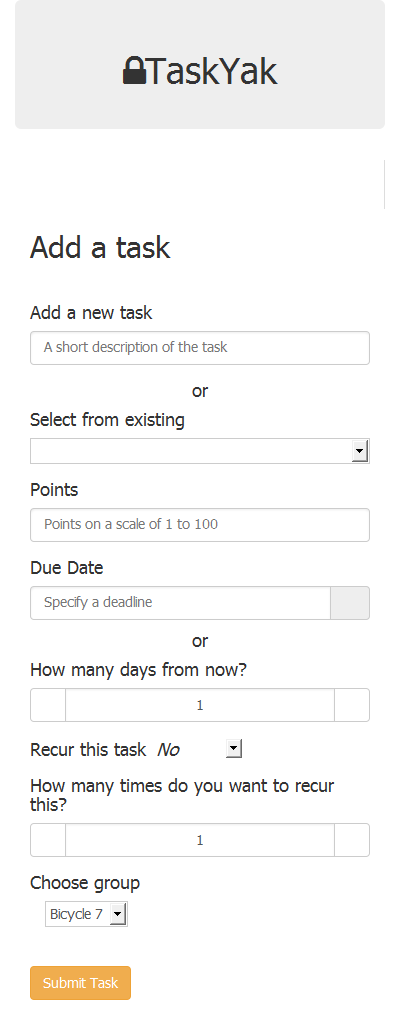 TaskYak
Add a task
Add a new task
A short description of the task
or
Select from existing
Points
Points on a scale of 1 to 100
Due Date
Specify a deadline
or
How many days from now?
1
Recur this task No
How many times do you want to recur
this?
1
Choose group
Bicycle 7
Submit Task